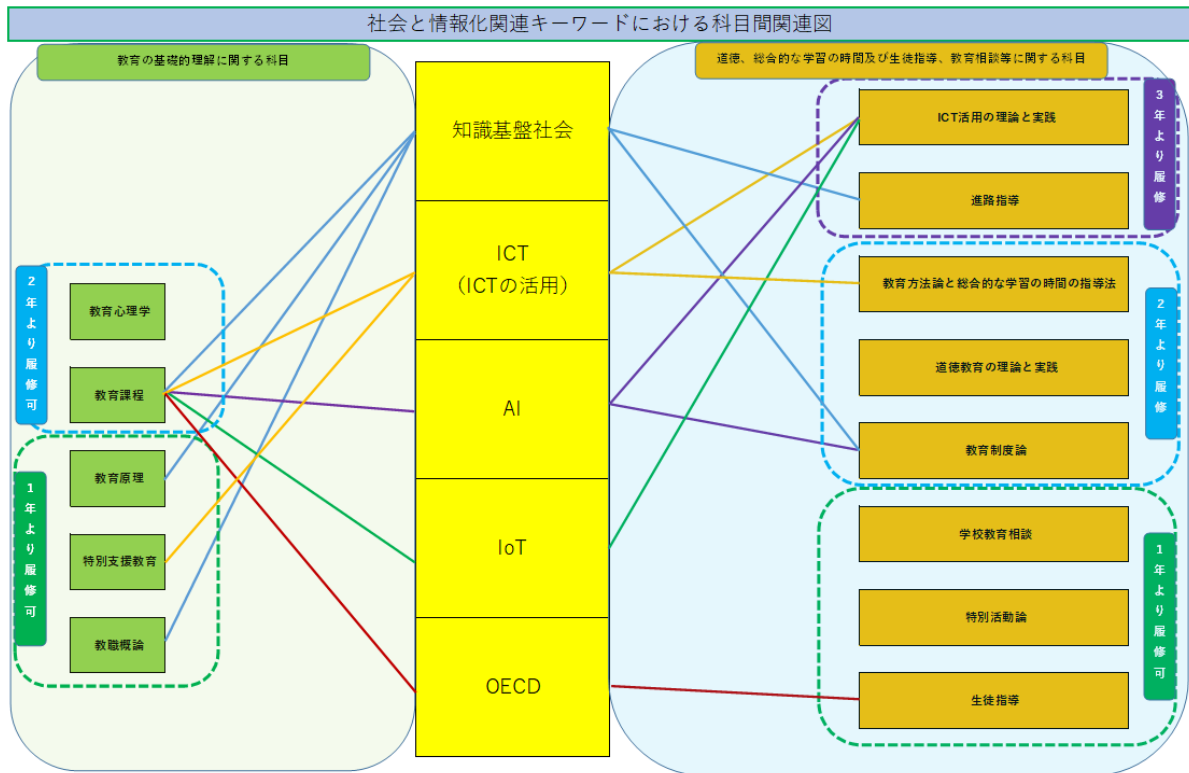 社会と情報化関連キーワードにおける科目間関連図
教育の基礎的理解に関する科目
道徳、総合的な学習の時間及び生徒指導、教育相談等に関する科目
2年より履修可
教育心理学
教育課程
1年より履修可
教育原理
特別支援教育
教職概論
知識基盤社会
ICT
(ICTの活用)
AI
IoT
OECD
3年より履修
ICT活用の理論と実践
進路指導
2年より履修
教育方法論と総合的な学習の時間の指導法
道徳教育の理論と実践
教育制度論
1年より履修可
学校教育相談
特別活動論
生徒指導